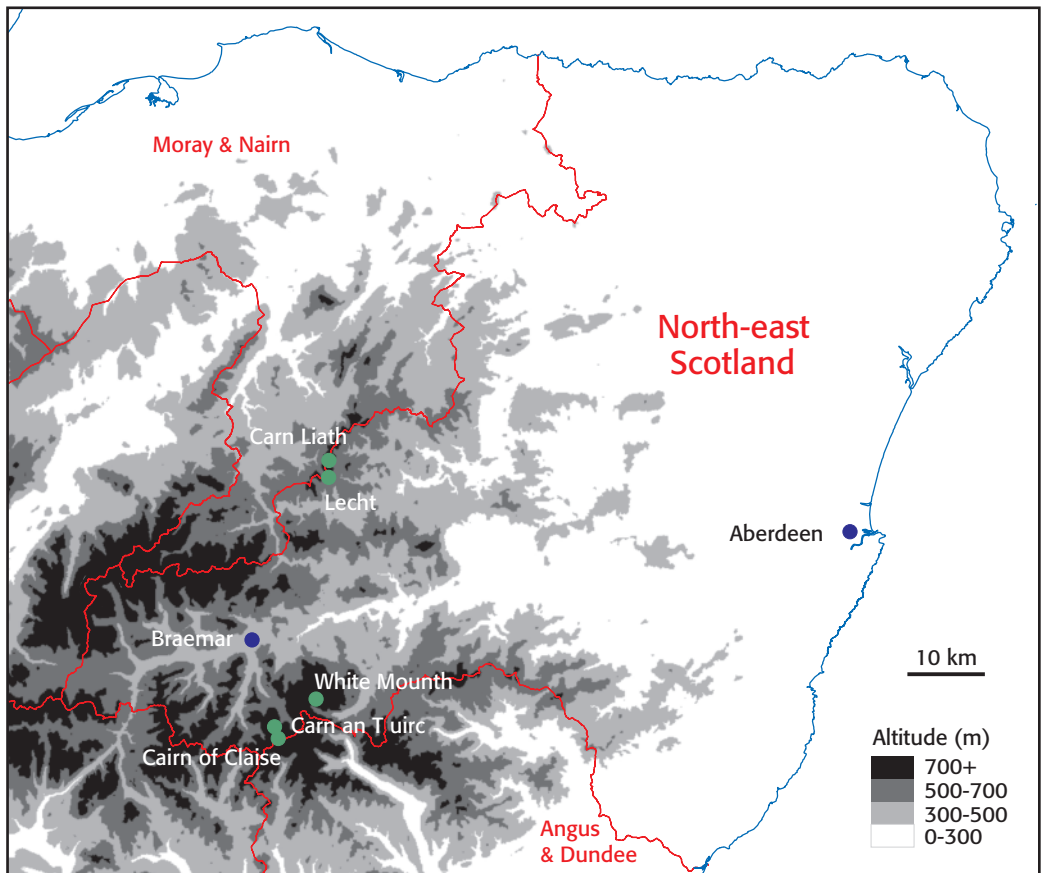 Moray & Nairn
North-east
Scotland
Carn Liath
Lecht
Aberdeen
Braemar
10 km
White Mounth
Carn an Tuirc
Cairn of Claise
Altitude (m)
700+
500-700
300-500
0-300
Angus
& Dundee